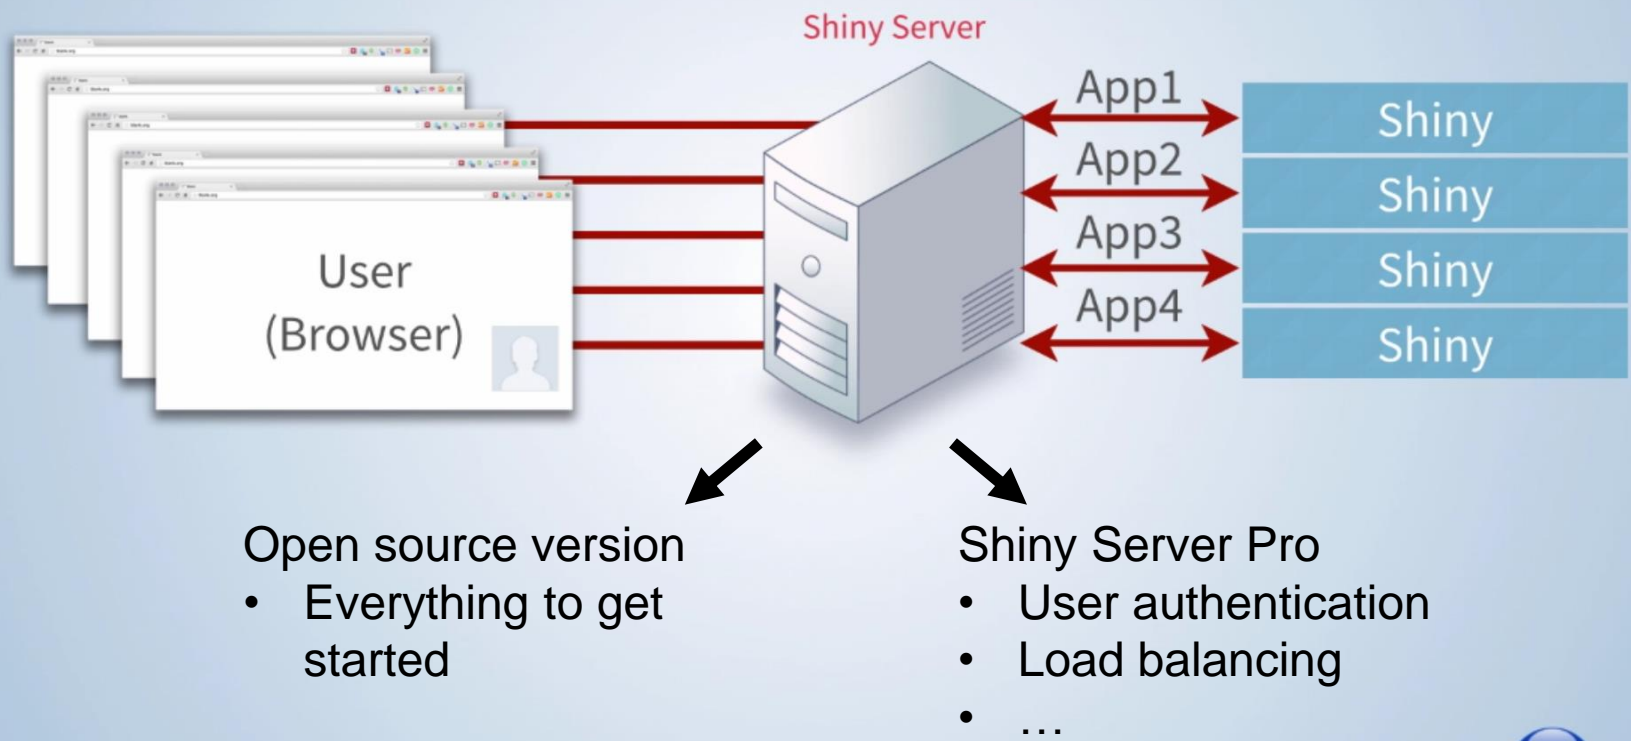 Shiny Server
App1
Shiny
App2
Shiny
App3
Shiny
App4
Shiny
User
(Browser)
Open source version
• Everything to get
started
Shiny Server Pro
• User authentication
• Load balancing
• …